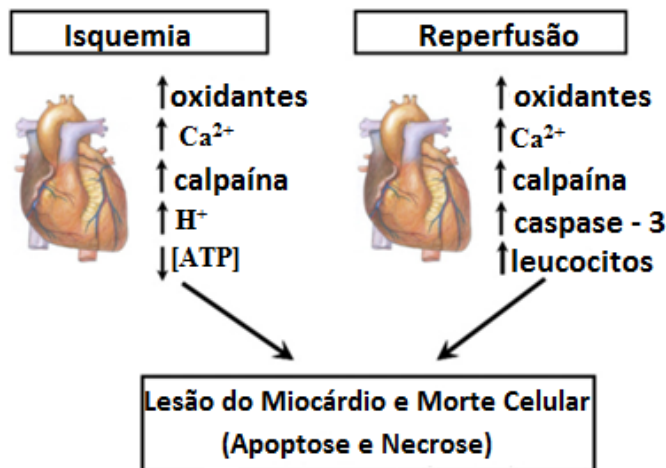 Isquemia
↑oxidantes
↑ Ca²⁺
↑ calpaína
↑ H⁺
↓[ATP]
Reperfusão
↑ oxidantes
↑Ca²⁺
↑ calpaína
↑ caspase - 3
↑leucocitos
Lesão do Miocárdio e Morte Celular
(Apoptose e Necrose)